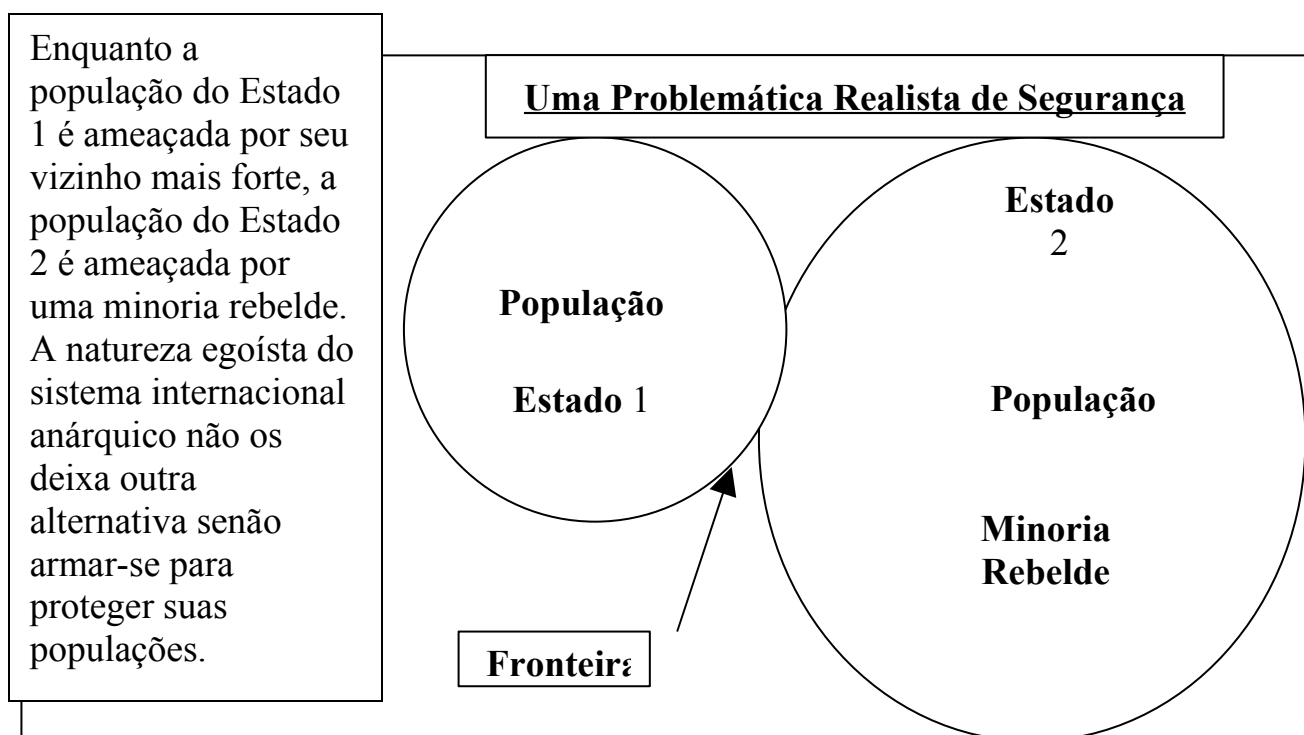 Enquanto a
população do Estado
1 é ameaçada por seu
vizinho mais forte, a
população do Estado
2 é ameaçada por
uma minoria rebelde.
A natureza egoísta do
sistema internacional
anárquico não os
deixa outra
alternativa senão
armar-se para
proteger suas
populações.
Uma Problemática Realista de Segurança
População
Estado 1
Estado
2
População
Minoria
Rebelde
Fronteira